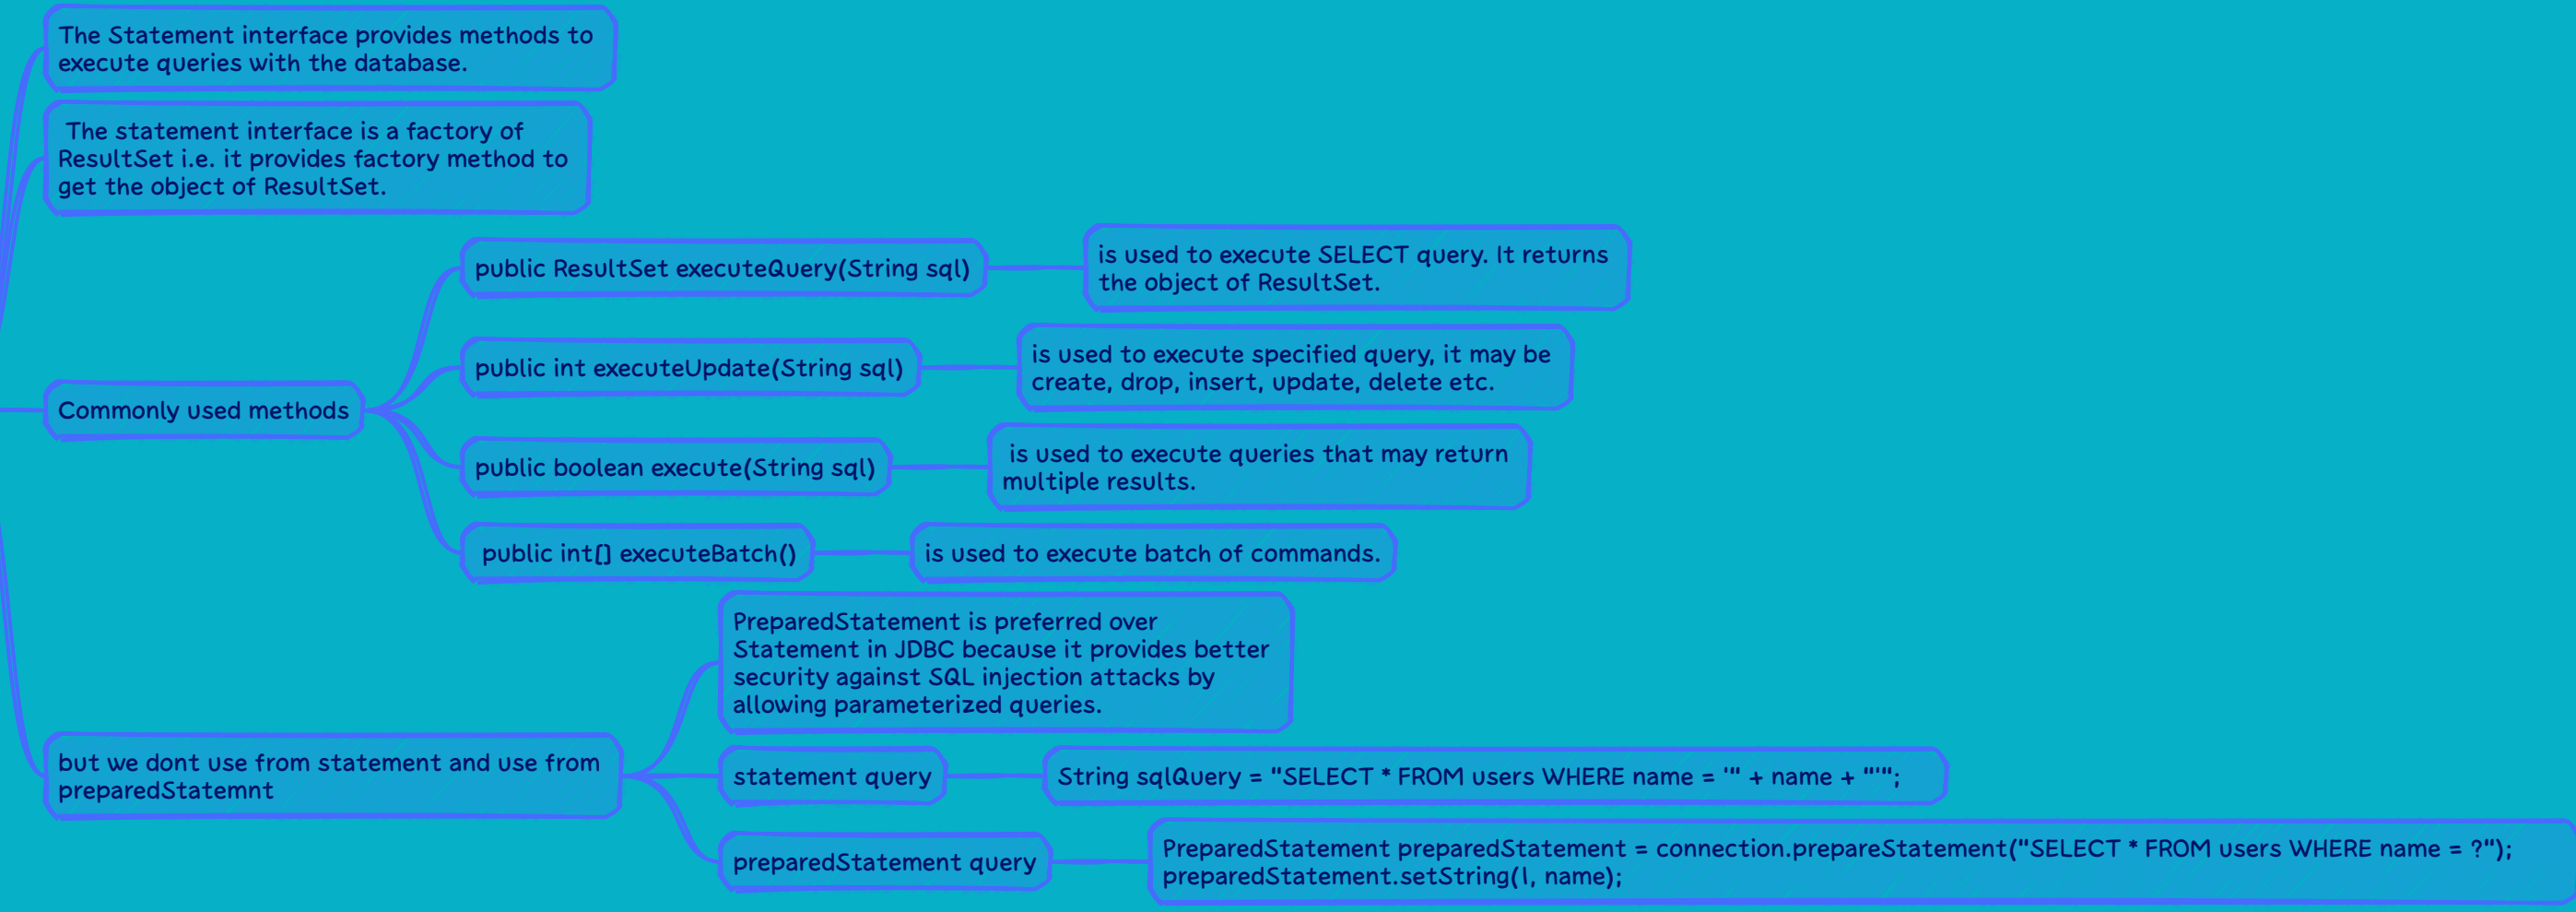 The Statement interface provides methods to
execute queries with the database.
The statement interface is a factory of
ResultSet i.e. it provides factory method to
get the object of ResultSet.
Commonly used methods
public ResultSet executeQuery(String sql)
is used to execute SELECT query. It returns
the object of ResultSet.
public int executeUpdate(String sql)
is used to execute specified query, it may be
create, drop, insert, update, delete etc.
public boolean execute(String sql)
is used to execute queries that may return
multiple results.
public int[] executeBatch()
is used to execute batch of commands.
but we dont use from statement and use from
preparedStatemnt
PreparedStatement is preferred over
Statement in JDBC because it provides better
security against SQL injection attacks by
allowing parameterized queries.
statement query
String sqlQuery = "SELECT * FROM users WHERE name = '" + name + "'";
preparedStatement query
PreparedStatement preparedStatement = connection.prepareStatement("SELECT * FROM users WHERE name = ?");
preparedStatement.setString(1, name);